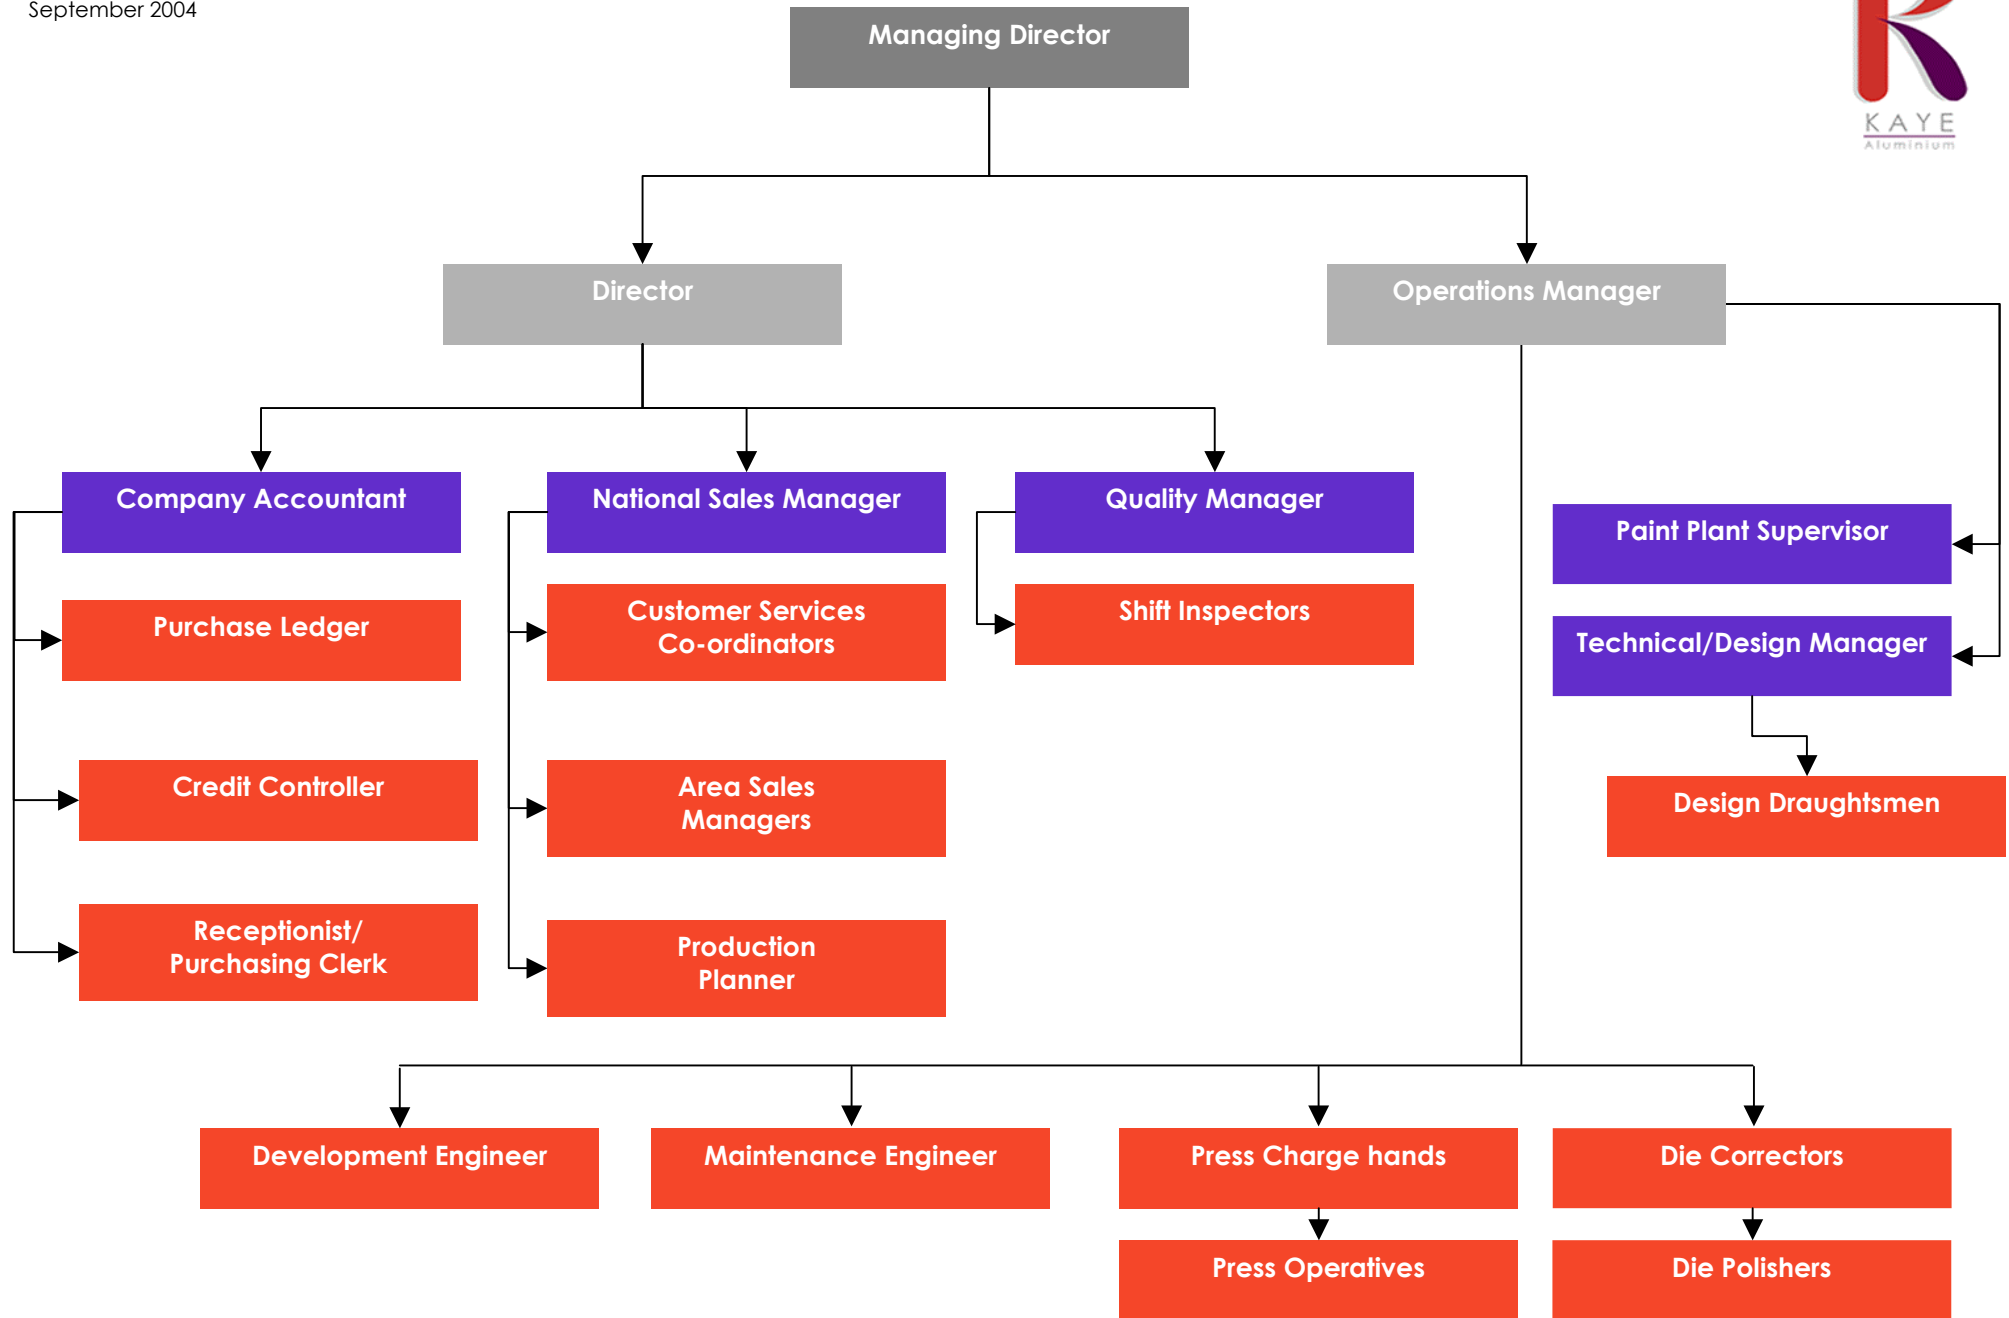 September 2004
Managing Director
KAYE
Aluminium
Director
Operations Manager
Company Accountant
National Sales Manager
Quality Manager
Paint Plant Supervisor
Purchase Ledger
Customer Services
Co-ordinators
Shift Inspectors
Technical/Design Manager
Credit Controller
Area Sales
Managers
Design Draughtsmen
Receptionist/
Purchasing Clerk
Production
Planner
Development Engineer
Maintenance Engineer
Press Charge hands
Die Correctors
Press Operatives
Die Polishers